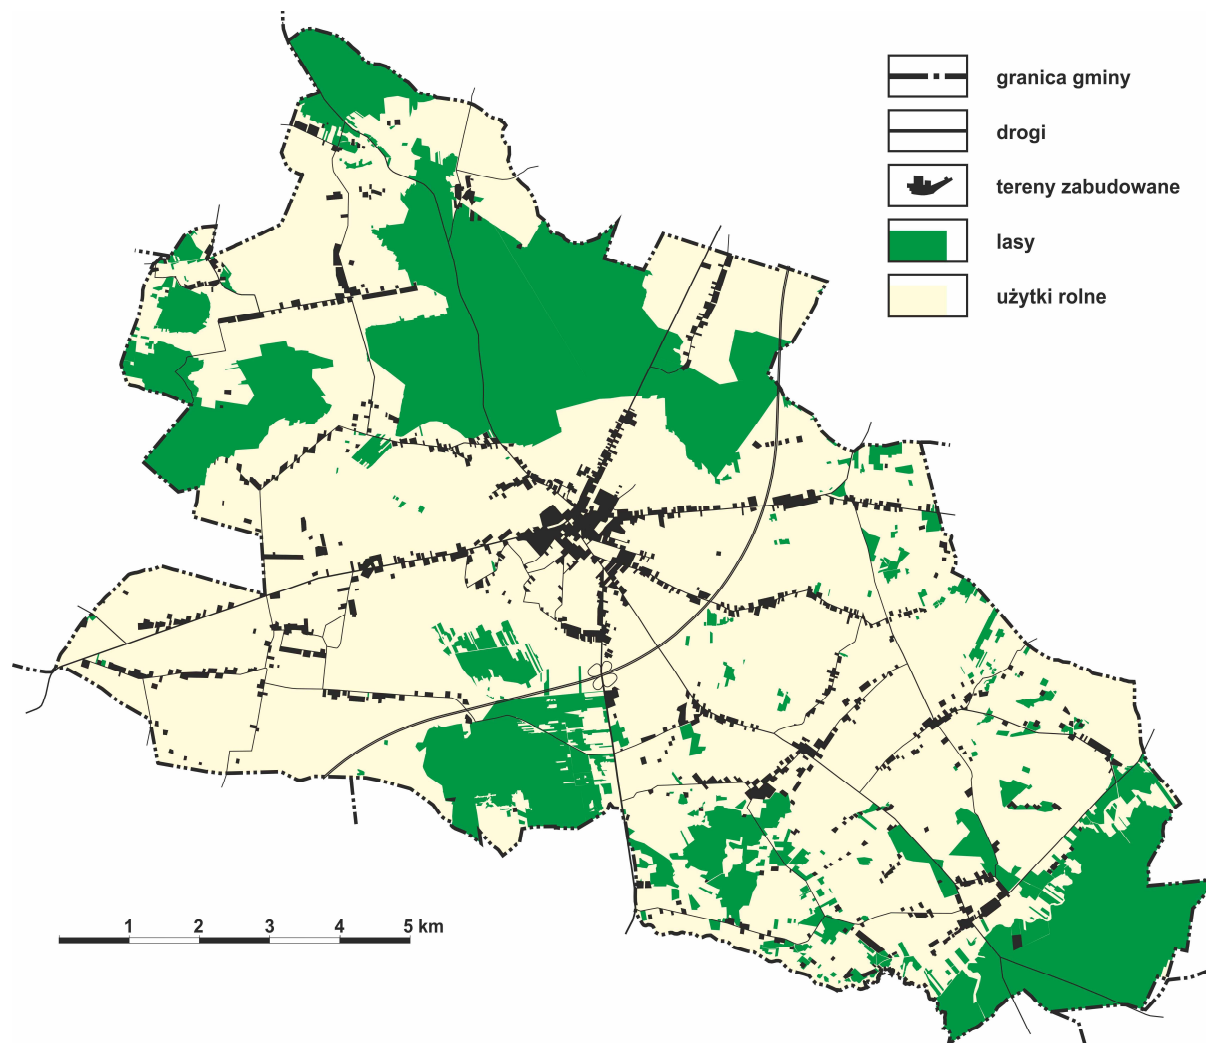 granica gminy
drogi
tereny zabudowane
lasy
użytki rolne
1 2 3 4 5 km